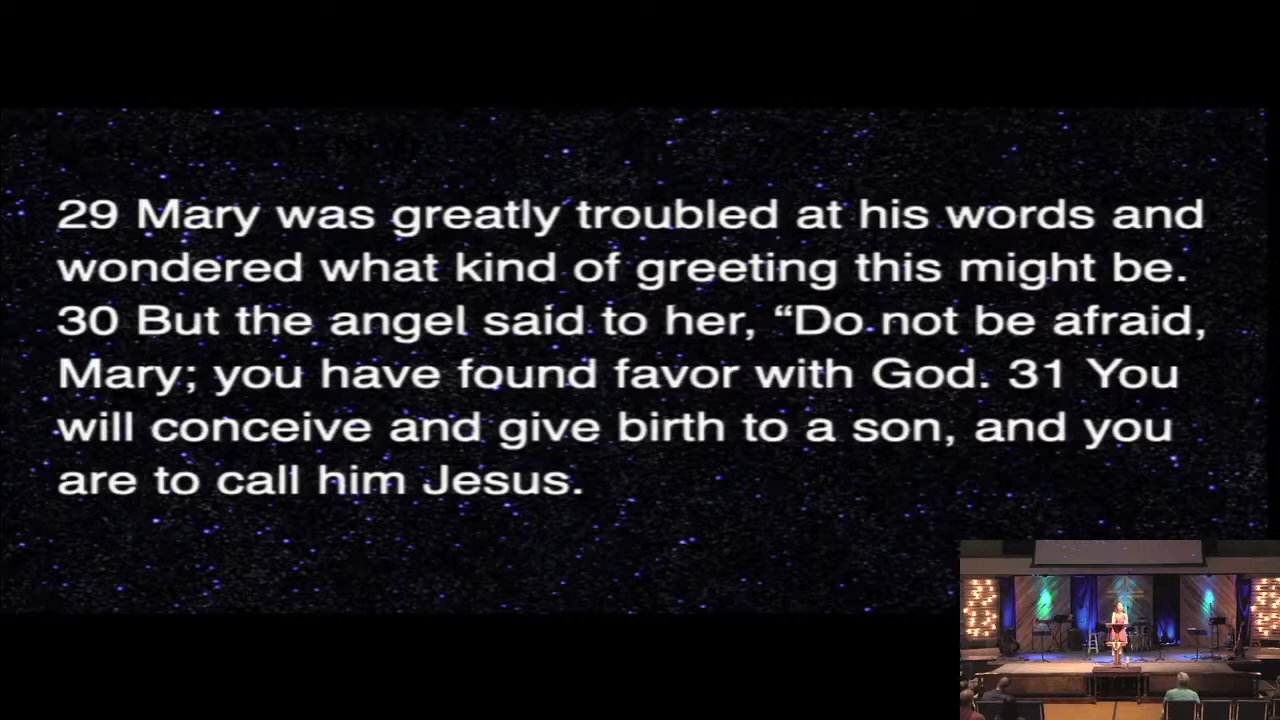 29 Mary was greatly troubled at his words and
wondered what kind of greeting this might be.
30 But the angel said to her, “Do not be afraid,
Mary; you have found favor with God. 31 You
will conceive and give birth to a son, and you
are to call him Jesus.